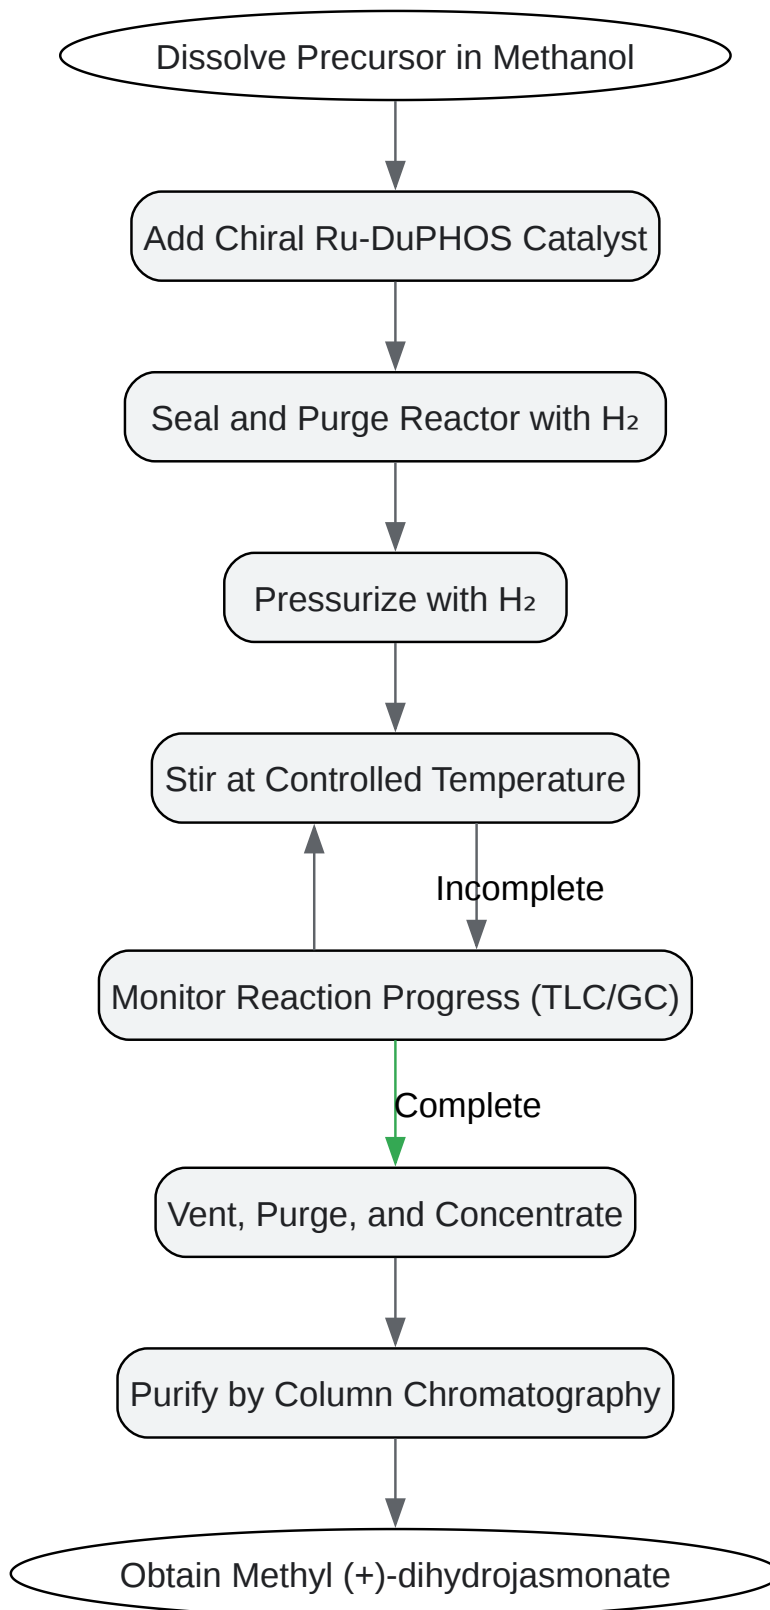 Dissolve Precursor in Methanol
Add Chiral Ru-DuPHOS Catalyst
Seal and Purge Reactor with H₂
Pressurize with H₂
Stir at Controlled Temperature
Incomplete
Monitor Reaction Progress (TLC/GC)
Complete
Vent, Purge, and Concentrate
Purify by Column Chromatography
Obtain Methyl (+)-dihydrojasmonate